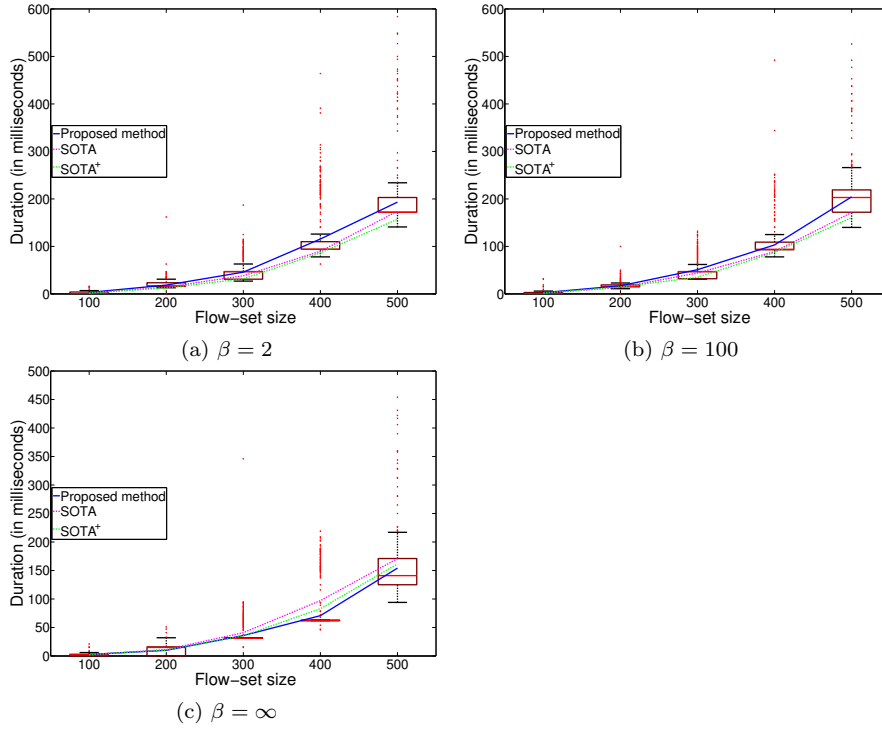 600
500
400
300
200
100
0
Duration (in milliseconds)
Proposed method
SOTA
SOTA⁺
100 200 300 400 500
Flow−set size
(a) β = 2
600
500
400
300
200
100
0
Duration (in milliseconds)
Proposed method
SOTA
SOTA⁺
100 200 300 400 500
Flow−set size
(b) β = 100
500
450
400
350
300
250
200
150
100
50
0
Duration (in milliseconds)
Proposed method
SOTA
SOTA⁺
100 200 300 400 500
Flow−set size
(c) β = ∞